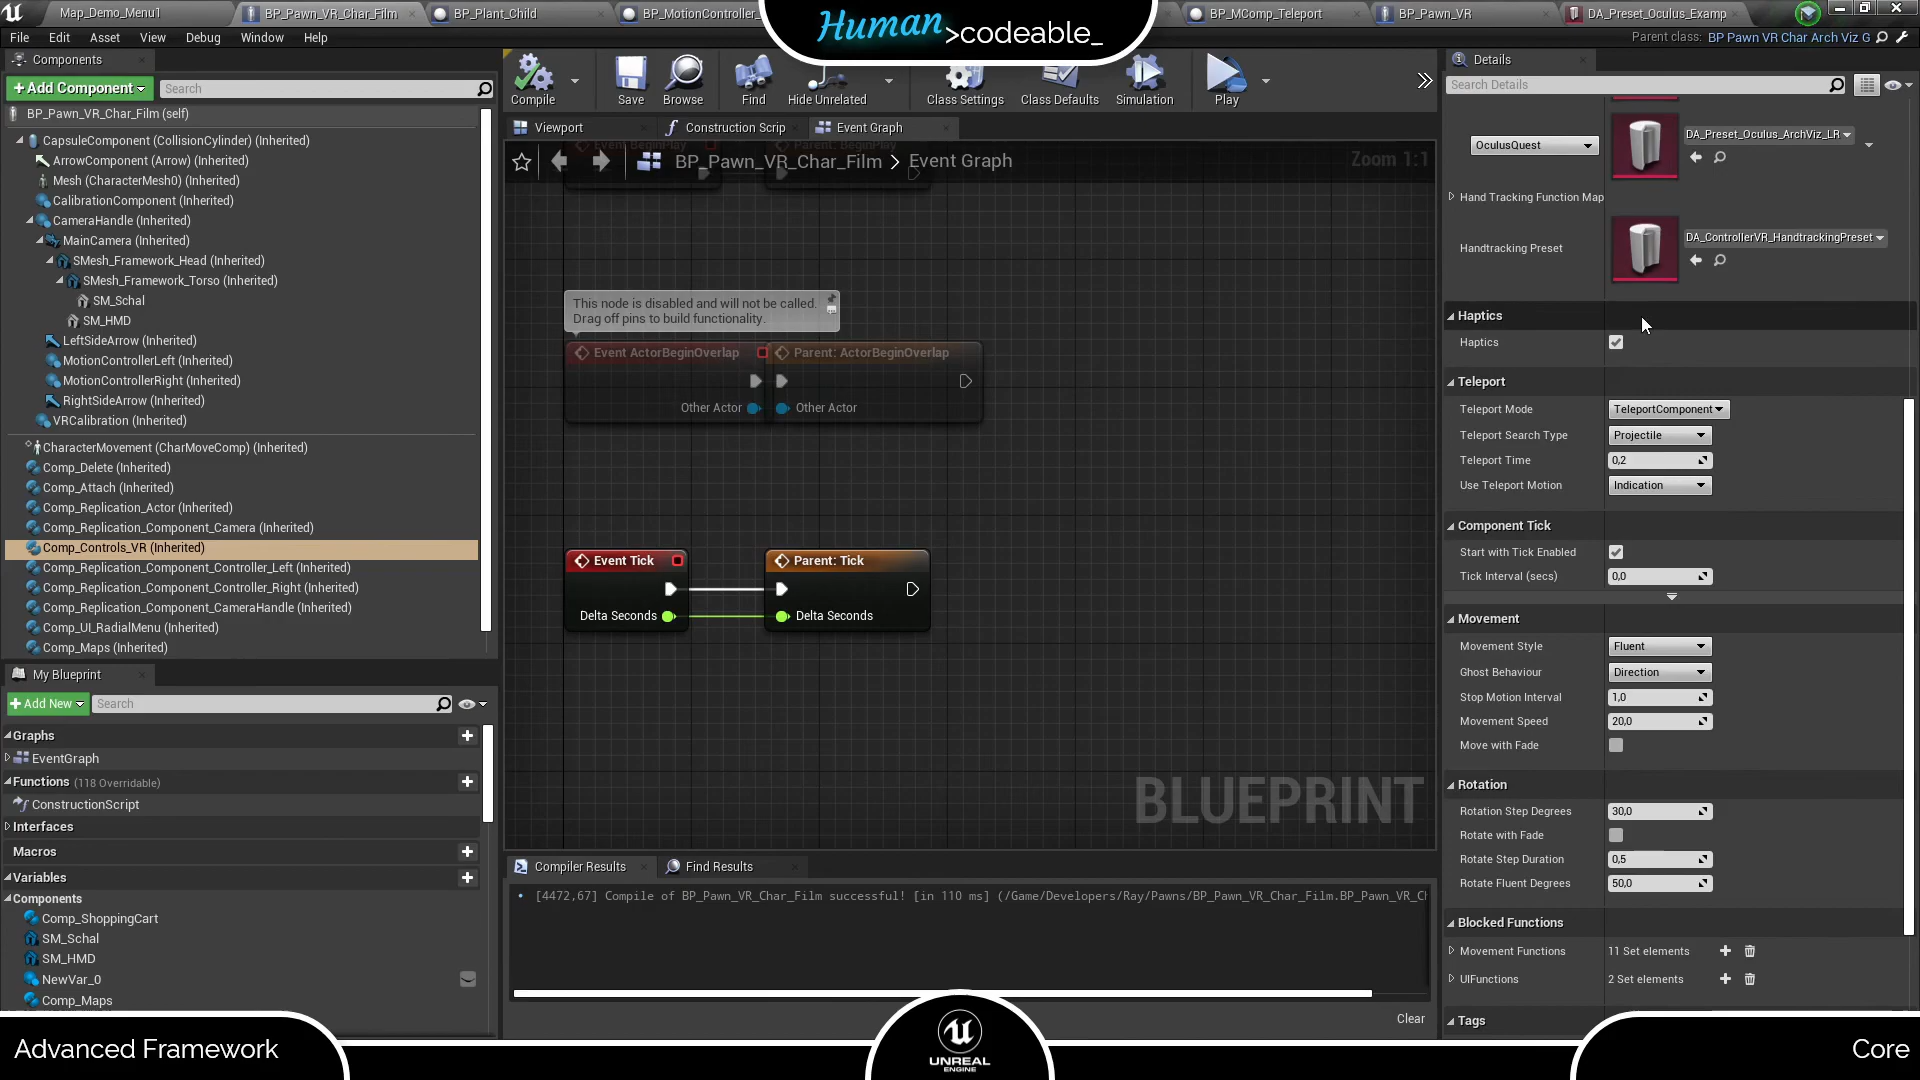 Map_Demo_Menu1
BP_Pawn_VR_Char_Film
BP_Plant_Child
BP_MotionController_
BP_MComp_Teleport
BP_Pawn_VR
DA_Preset_Oculus_Examp
Human >codeable_
File Edit Asset View Debug Window Help
Parent class: BP Pawn VR Char Arch Viz G
Components
+Add Component
Search
BP_Pawn_VR_Char_Film (self)
CapsuleComponent (CollisionCylinder) (Inherited)
ArrowComponent (Arrow) (Inherited)
Mesh (CharacterMesh0) (Inherited)
CalibrationComponent (Inherited)
CameraHandle (Inherited)
MainCamera (Inherited)
SMesh_Framework_Head (Inherited)
SMesh_Framework_Torso (Inherited)
SM_Schal
SM_HMD
LeftSideArrow (Inherited)
MotionControllerLeft (Inherited)
MotionControllerRight (Inherited)
RightSideArrow (Inherited)
VRCalibration (Inherited)
CharacterMovement (CharMoveComp) (Inherited)
Comp_Delete (Inherited)
Comp_Attach (Inherited)
Comp_Replication_Actor (Inherited)
Comp_Replication_Component_Camera (Inherited)
Comp_Controls_VR (Inherited)
Comp_Replication_Component_Controller_Left (Inherited)
Comp_Replication_Component_Controller_Right (Inherited)
Comp_Replication_Component_CameraHandle (Inherited)
Comp_UI_RadialMenu (Inherited)
Comp_Maps (Inherited)
My Blueprint
+Add New
Search
Graphs
EventGraph
Functions (118 Overridable)
ConstructionScript
Interfaces
Macros
Variables
Components
Comp_ShoppingCart
SM_Schal
SM_HMD
NewVar_0
Comp_Maps
Compile
Save
Browse
Find
Hide Unrelated
Class Settings
Class Defaults
Simulation
Play
Viewport
Construction Scrip
Event Graph
Event BeginPlay
Parent: BeginPlay
BP_Pawn_VR_Char_Film > Event Graph
Zoom 1:1
This node is disabled and will not be called.
Drag off pins to build functionality.
Event ActorBeginOverlap
Parent: ActorBeginOverlap
Other Actor
Other Actor
Event Tick
Parent: Tick
Delta Seconds
Delta Seconds
BLUEPRINT
Compiler Results
Find Results
[4472,67] Compile of BP_Pawn_VR_Char_Film successful! [in 110 ms] (/Game/Developers/Ray/Pawns/BP_Pawn_VR_Char_Film.BP_Pawn_VR_Ch
Clear
Details
Search Details
OculusQuest
DA_Preset_Oculus_ArchViz_LR
Hand Tracking Function Map
Handtracking Preset
DA_ControllerVR_HandtrackingPreset
Haptics
Haptics
Teleport
Teleport Mode TeleportComponent
Teleport Search Type Projectile
Teleport Time 0,2
Use Teleport Motion Indication
Component Tick
Start with Tick Enabled
Tick Interval (secs) 0,0
Movement
Movement Style Fluent
Ghost Behaviour Direction
Stop Motion Interval 1,0
Movement Speed 20,0
Move with Fade
Rotation
Rotation Step Degrees 30,0
Rotate with Fade
Rotate Step Duration 0,5
Rotate Fluent Degrees 50,0
Blocked Functions
Movement Functions 11 Set elements
UIFunctions 2 Set elements
Tags
Advanced Framework
UNREAL
ENGINE
Core